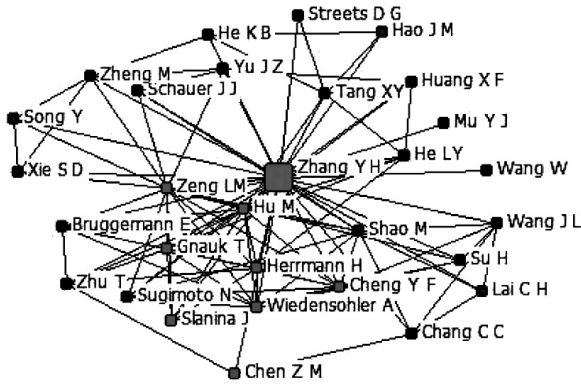 Streets D G
He K B
Hao J M
Yu J Z
Zheng M
Schauer J J
Tang XY
Huang X F
Song Y
Mu Y J
He LY
Zhang Y H
Xie S D
Wang W
Zeng LM
Hu M
Bruggemann E
Shao M
Wang J L
Gnauk T
Su H
Herrmann H
Zhu T
Cheng Y F
Lai C H
Sugimoto N
Wiedensohler A
Slanina J
Chang C C
Chen Z M